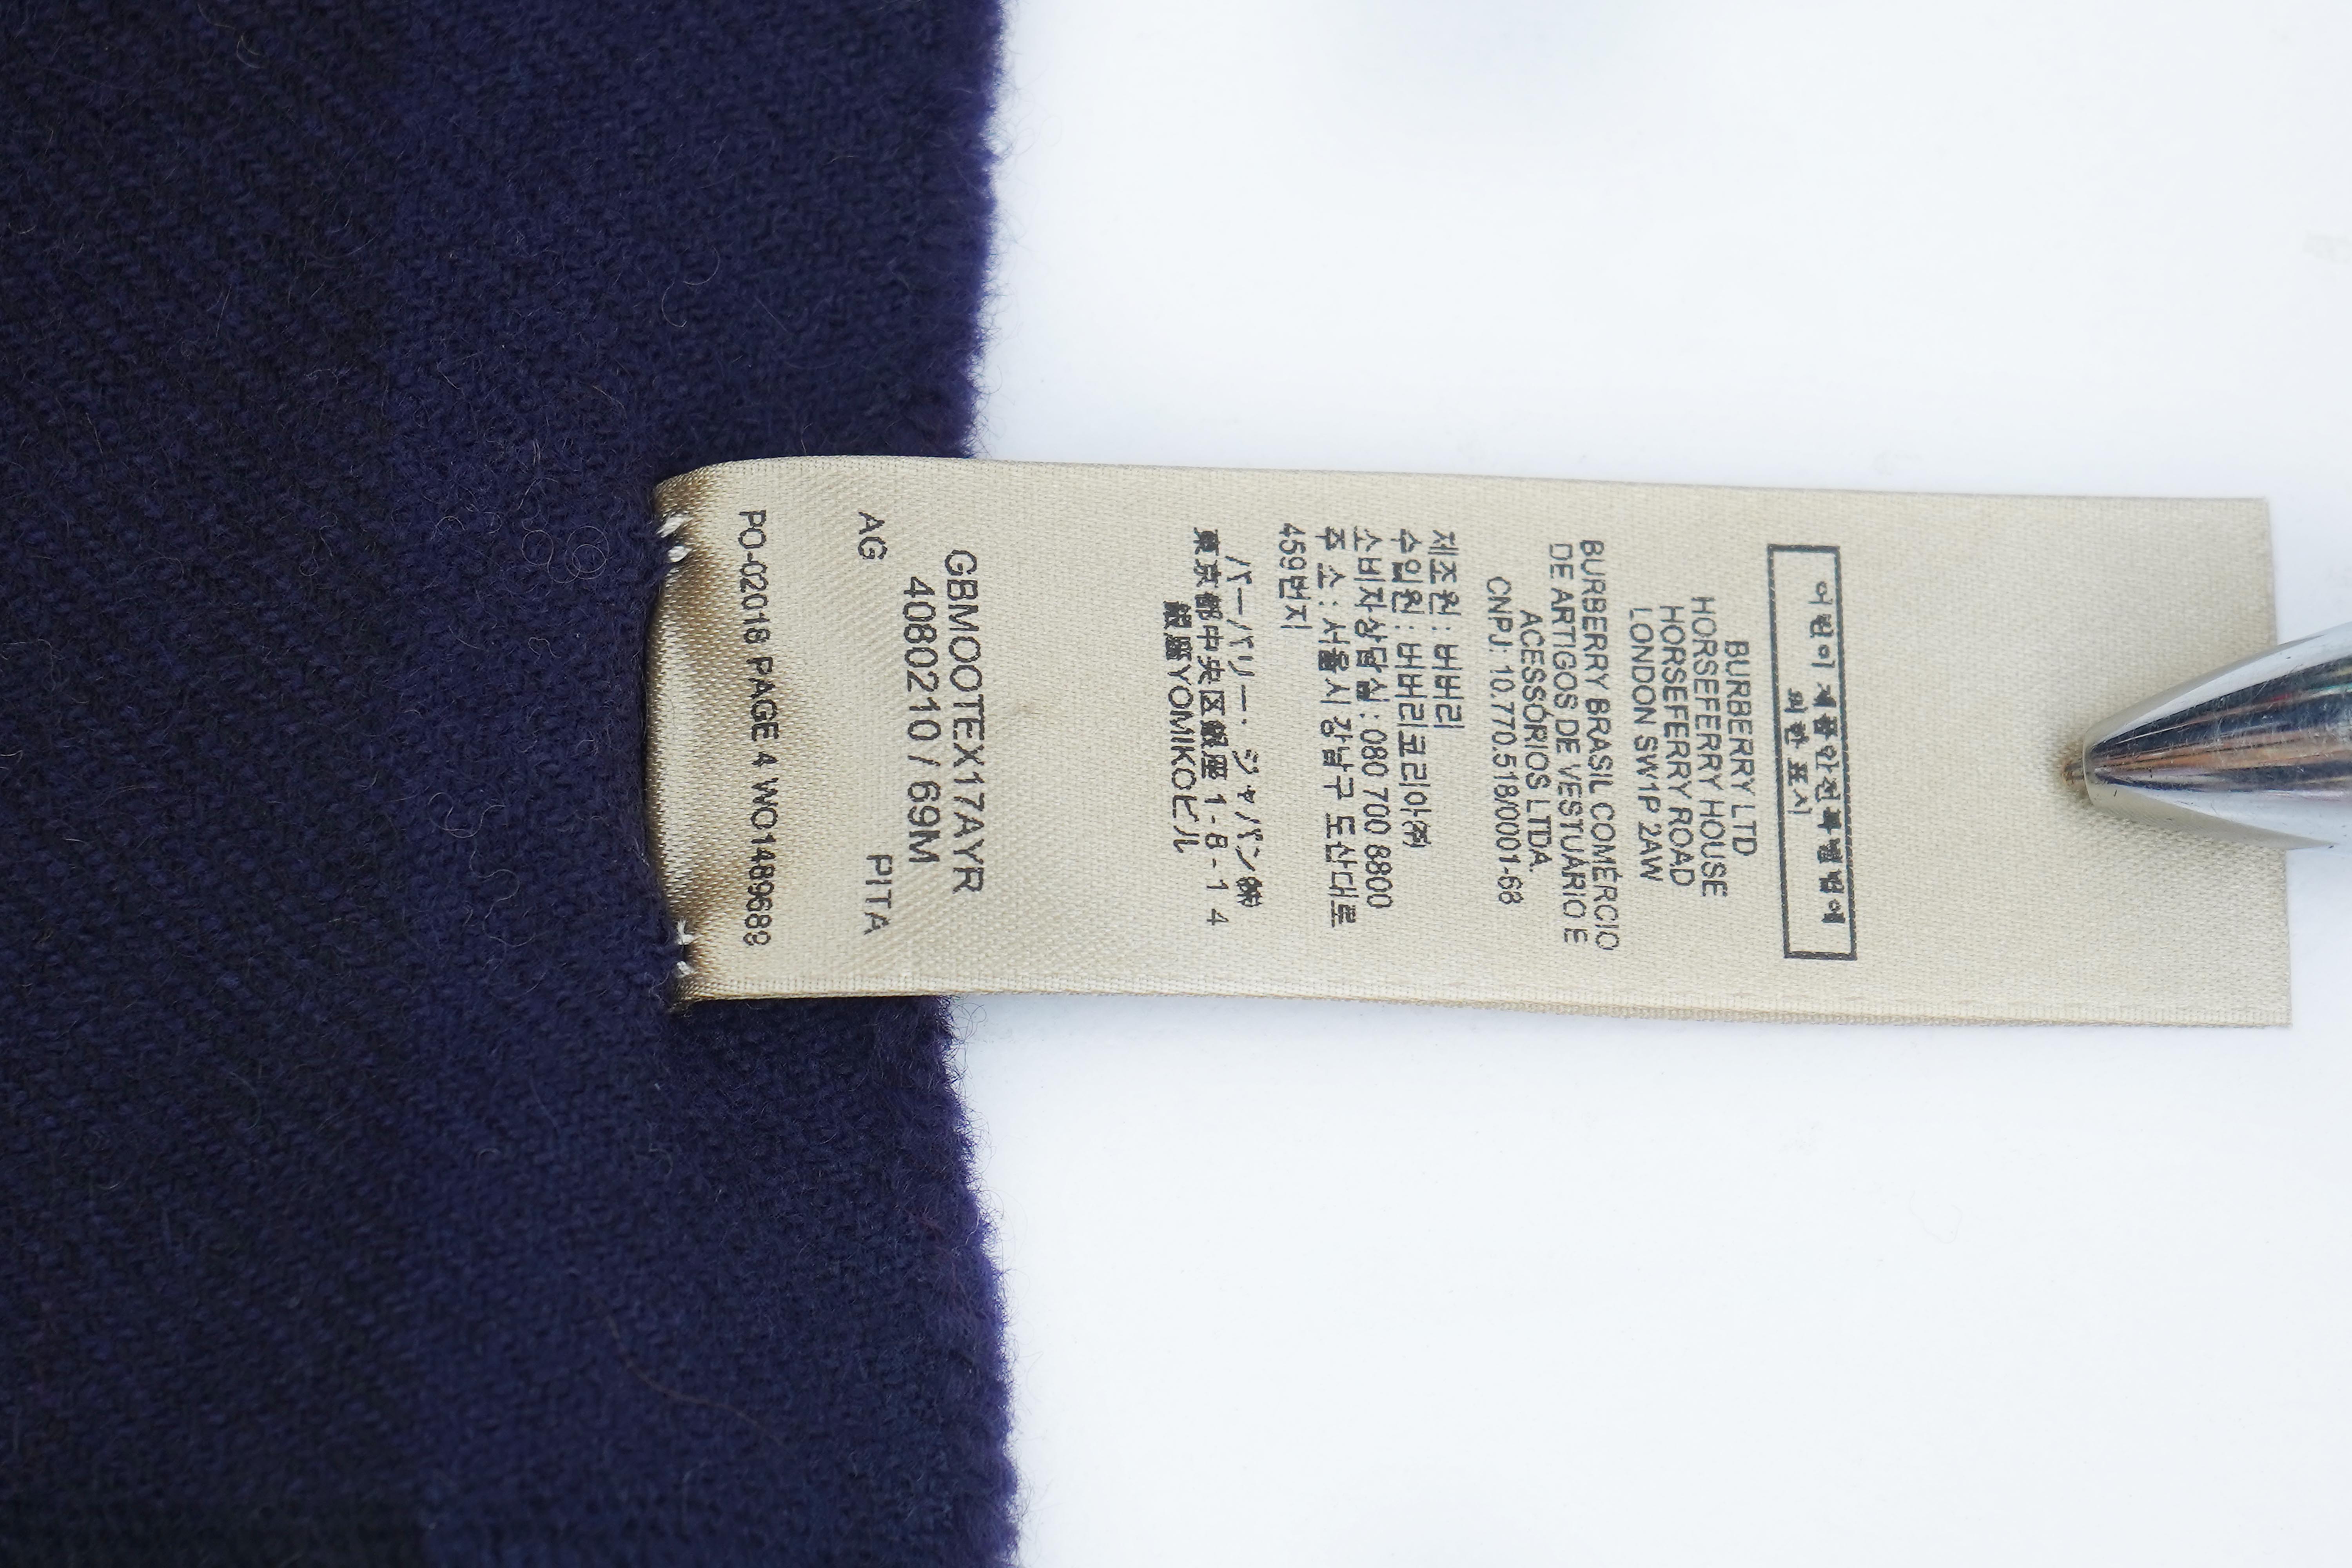 어린이 제품안전특별법에
의한 표시
BURBERRY LTD
HORSEFERRY HOUSE
HORSEFERRY ROAD
LONDON SW1P 2AW
BURBERRY BRASIL COMÉRCIO
DE ARTIGOS DE VESTUÁRIO E
ACESSÓRIOS LTDA.
CNPJ: 10.770.518/0001-68
제조원 : 버버리
수입원 : 버버리코리아㈜
소비자상담실 : 080 700 8800
주 소 : 서울시 강남구 도산대로
459번지
バーバリー・ジャパン㈱
東京都中央区銀座1-8-14
銀座YOMIKOビル
GBMOOTEX17AYR
4080210 / 69M
AG PITA
PO-02018 PAGE 4 WO1489688